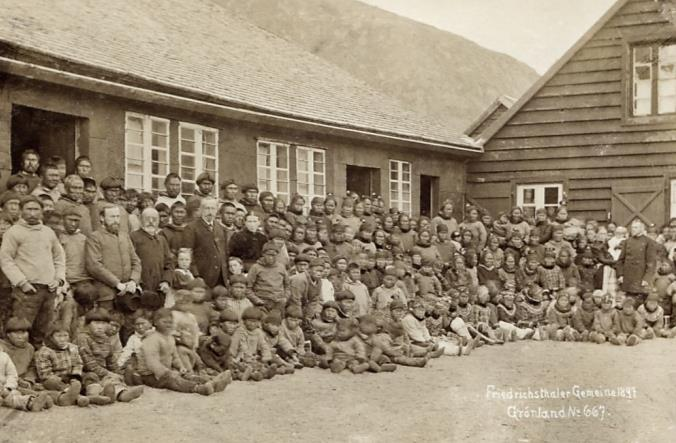 Friedrichsthaler Gemeine 1897
Grönland No 667.